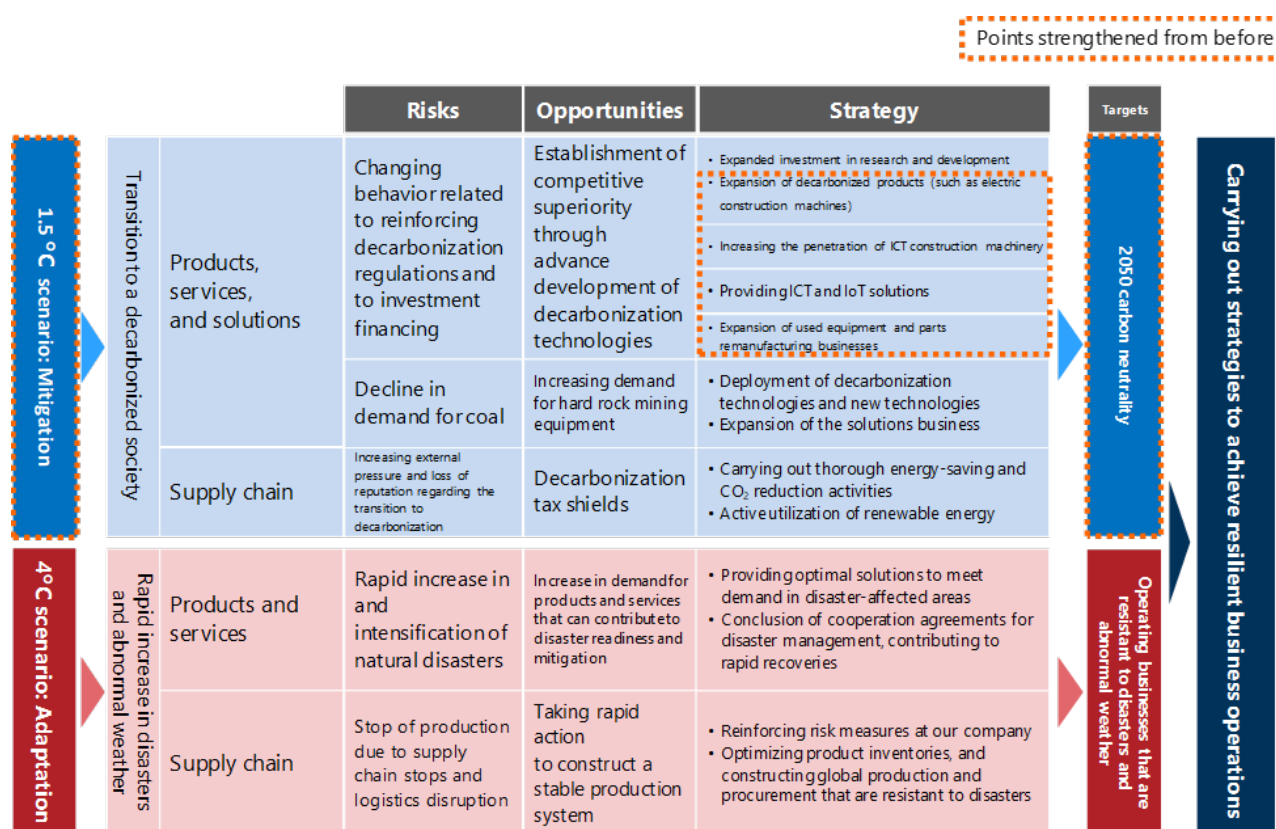 Points strengthened from before
Risks
Opportunities
Strategy
Targets
1.5 °C scenario: Mitigation
Transition to a decarbonized society
Products,
services,
and solutions
Changing
behavior related
to reinforcing
decarbonization
regulations and
to investment
financing
Establishment of
competitive
superiority
through
advance
development of
decarbonization
technologies
• Expanded investment in research and development
• Expansion of decarbonized products (such as electric
construction machines)
• Increasing the penetration of ICT construction machinery
• Providing ICT and IoT solutions
• Expansion of used equipment and parts
remanufacturing businesses
Decline in
demand for coal
Increasing demand
for hard rock mining
equipment
• Deployment of decarbonization
technologies and new technologies
• Expansion of the solutions business
Supply chain
Increasing external
pressure and loss of
reputation regarding the
transition to
decarbonization
Decarbonization
tax shields
• Carrying out thorough energy-saving and
CO₂ reduction activities
• Active utilization of renewable energy
2050 carbon neutrality
4°C scenario: Adaptation
Rapid increase in disasters
and abnormal weather
Products and
services
Rapid increase in
and
intensification of
natural disasters
Increase in demand for
products and services
that can contribute to
disaster readiness and
mitigation
• Providing optimal solutions to meet
demand in disaster-affected areas
• Conclusion of cooperation agreements for
disaster management, contributing to
rapid recoveries
Supply chain
Stop of production
due to supply
chain stops and
logistics disruption
Taking rapid
action
to construct a
stable production
system
• Reinforcing risk measures at our company
• Optimizing product inventories, and
constructing global production and
procurement that are resistant to disasters
Operating businesses that are
resistant to disasters and
abnormal weather
Carrying out strategies to achieve resilient business operations